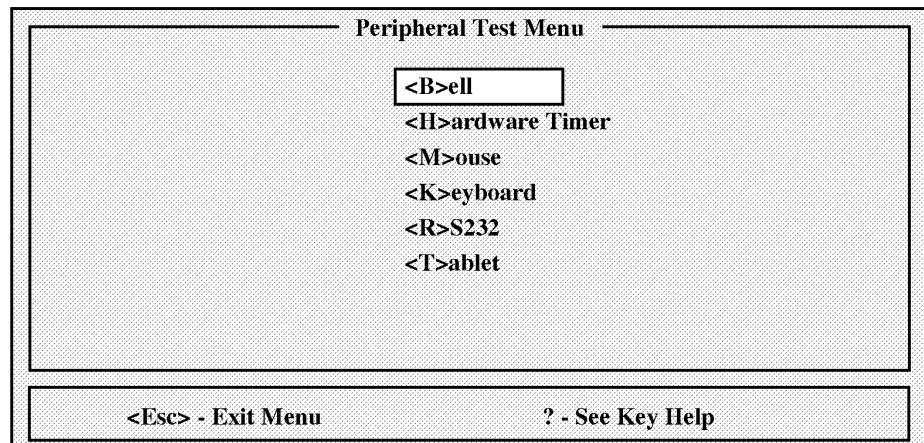 Peripheral Test Menu
<B>ell
<H>ardware Timer
<M>ouse
<K>eyboard
<R>S232
<T>ablet
<Esc> - Exit Menu ? - See Key Help